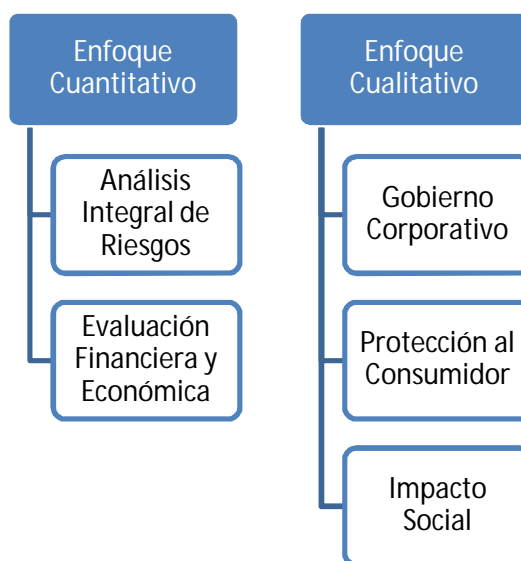 Enfoque
Cuantitativo
Análisis
Integral de
Riesgos
Evaluación
Financiera y
Económica
Enfoque
Cualitativo
Gobierno
Corporativo
Protección al
Consumidor
Impacto
Social